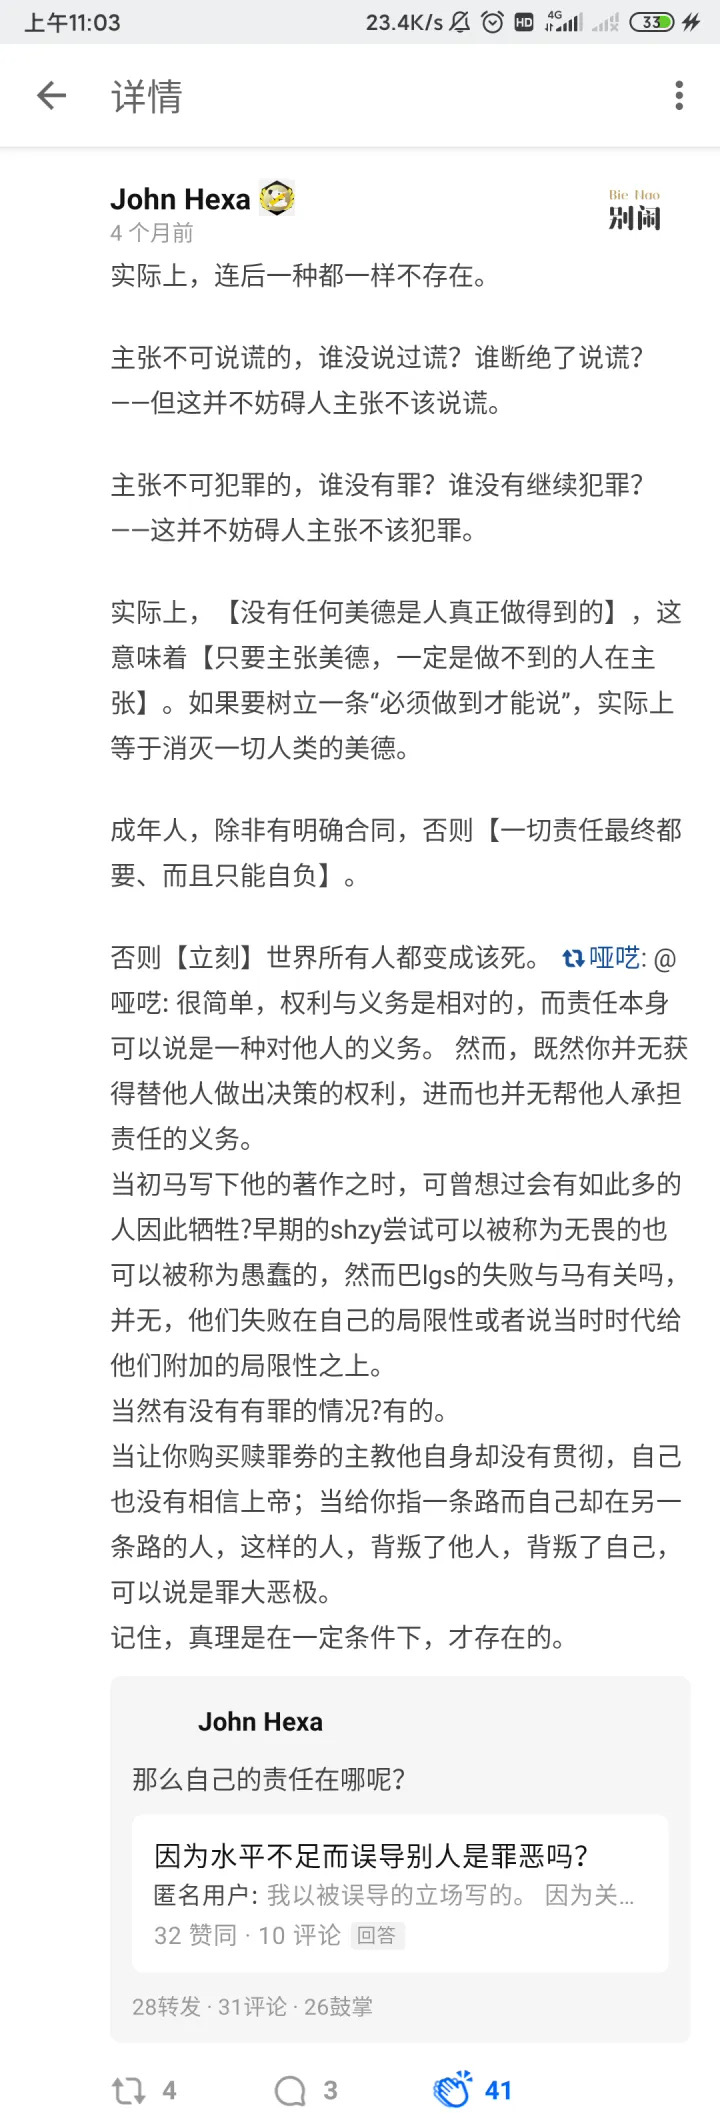 上午11:03
23.4K/s
HD
4G
33
详情
John Hexa
4 个月前
Bie Nao
别闹
实际上，连后一种都一样不存在。
主张不可说谎的，谁没说过谎？谁断绝了说谎？
——但这并不妨碍人主张不该说谎。
主张不可犯罪的，谁没有罪？谁没有继续犯罪？
——这并不妨碍人主张不该犯罪。
实际上，【没有任何美德是人真正做得到的】，这
意味着【只要主张美德，一定是做不到的人在主
张】。如果要树立一条“必须做到才能说”，实际上
等于消灭一切人类的美德。
成年人，除非有明确合同，否则【一切责任最终都
要、而且只能自负】。
否则【立刻】世界所有人都变成该死。 哑呓: @
哑呓: 很简单，权利与义务是相对的，而责任本身
可以说是一种对他人的义务。 然而，既然你并无获
得替他人做出决策的权利，进而也并无帮他人承担
责任的义务。
当初马写下他的著作之时，可曾想过会有如此多的
人因此牺牲?早期的shzy尝试可以被称为无畏的也
可以被称为愚蠢的，然而巴lgs的失败与马有关吗，
并无，他们失败在自己的局限性或者说当时时代给
他们附加的局限性之上。
当然有没有有罪的情况?有的。
当让你购买赎罪劵的主教他自身却没有贯彻，自己
也没有相信上帝；当给你指一条路而自己却在另一
条路的人，这样的人，背叛了他人，背叛了自己，
可以说是罪大恶极。
记住，真理是在一定条件下，才存在的。
John Hexa
那么自己的责任在哪呢？
因为水平不足而误导别人是罪恶吗？
匿名用户: 我以被误导的立场写的。 因为关...
32 赞同 · 10 评论 回答
28转发 · 31评论 · 26鼓掌
4
3
41